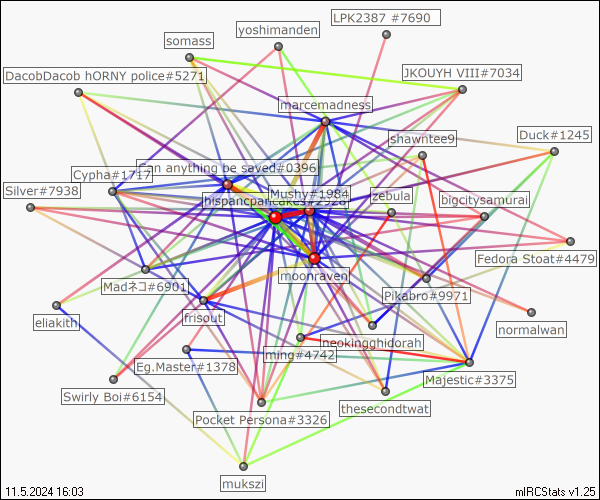 LPK2387 #7690
yoshimanden
somass
DacobDacob hORNY police#5271
JKOUYH VIII#7034
marcemadness
shawntee9
Duck#1245
Can anything be saved#0396
Cypha#1717
Silver#7938
Mushy#1984
zebula
hispancpancakes#2928
bigcitysamurai
Fedora Stoat#4479
moonraven
Madネコ#6901
Pikabro#9971
eliakith
frisout
normalwan
neokingghidorah
ming#4742
Eg.Master#1378
Majestic#3375
Swirly Boi#6154
thesecondtwat
Pocket Persona#3326
mukszi
11.5.2024 16:03
mIRCStats v1.25